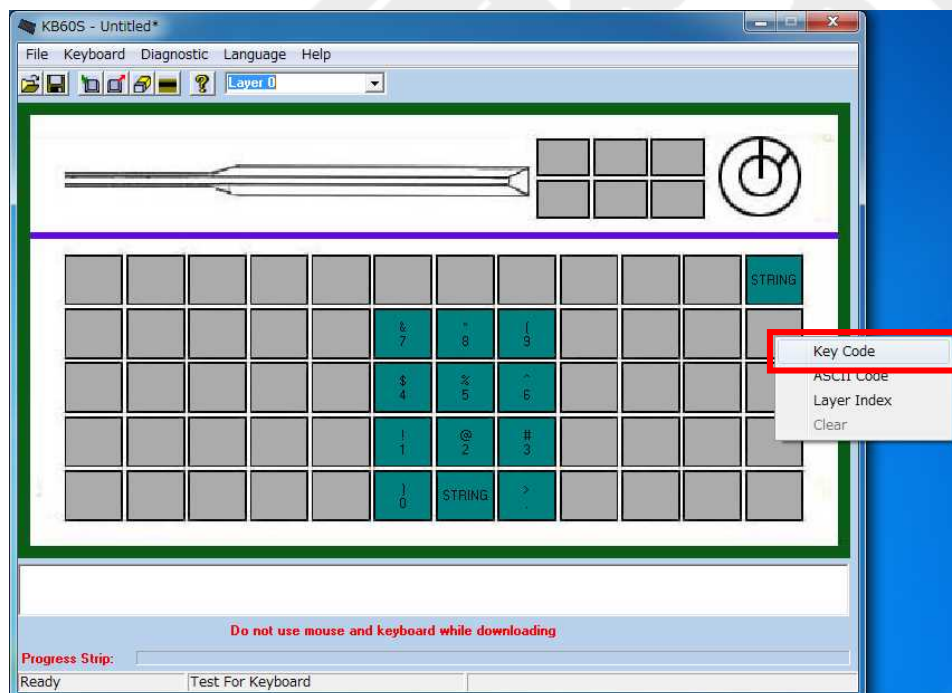 KB60S - Untitled*
File Keyboard Diagnostic Language Help
Layer 0
STRING
& * (
7 8 9
Key Code
$ % ^
4 5 6
ASCII Code
Layer Index
Clear
! @ #
1 2 3
) STRING >
0 .
Do not use mouse and keyboard while downloading
Progress Strip:
Ready Test For Keyboard